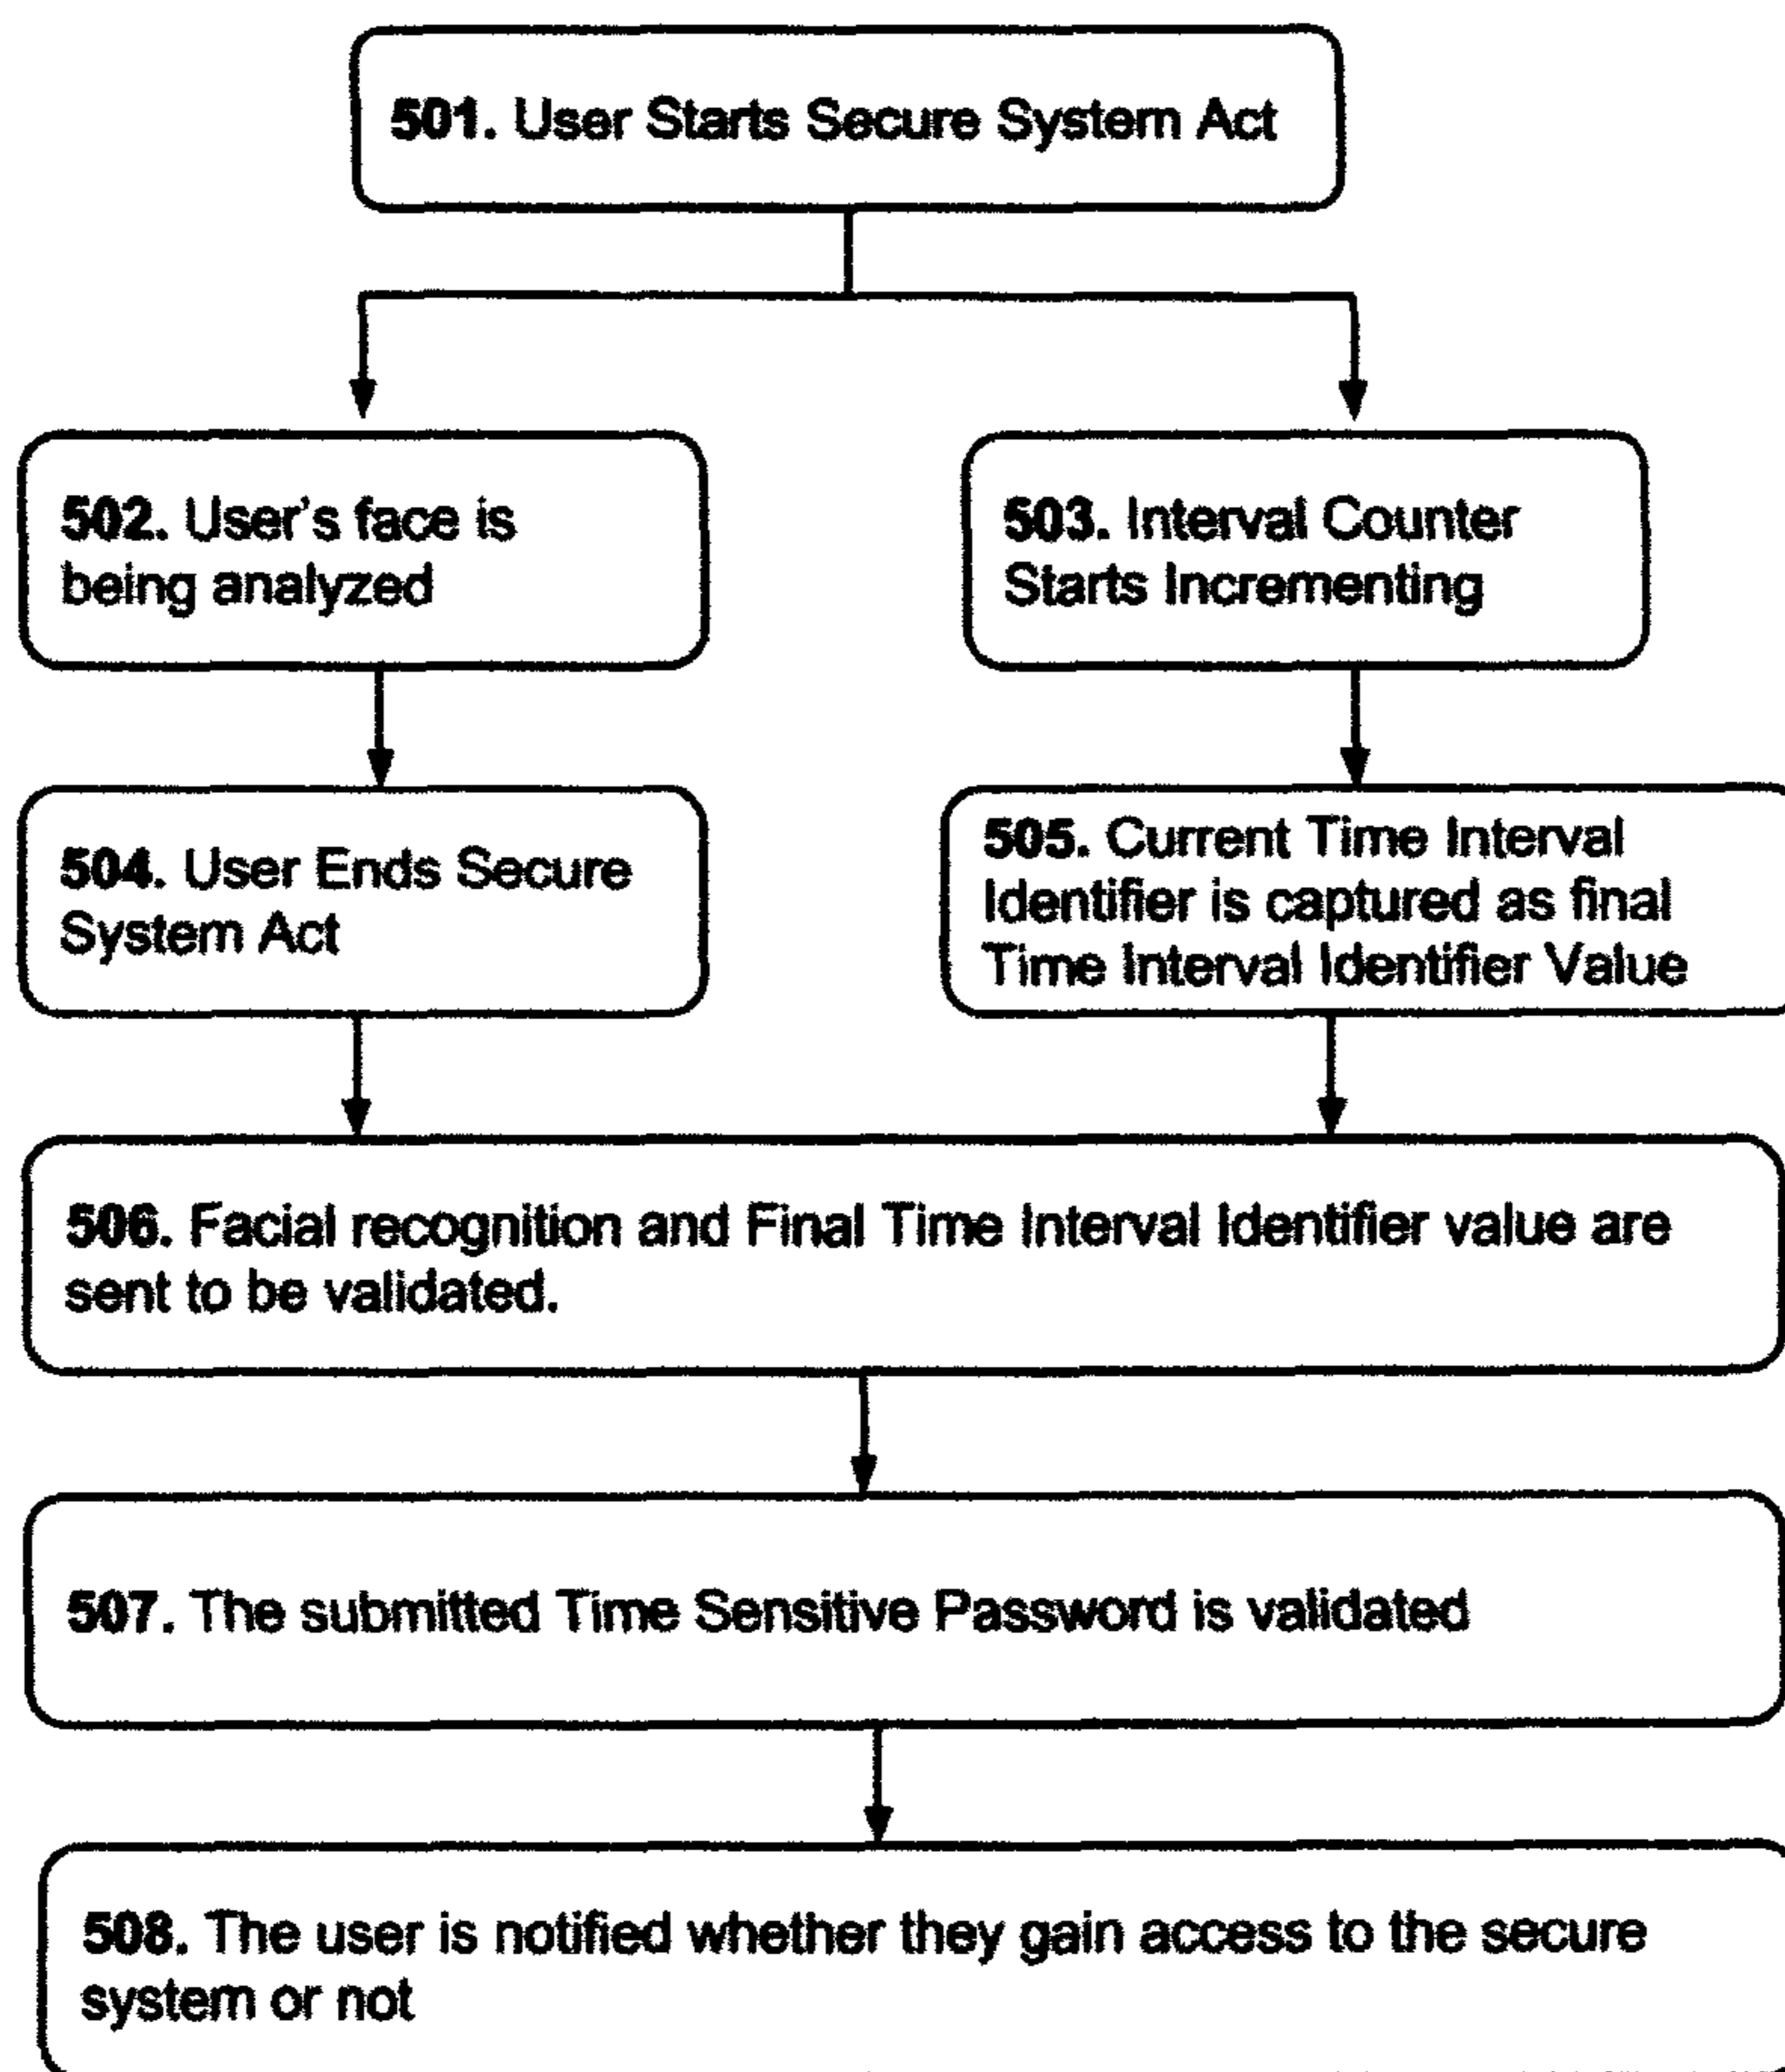 501. User Starts Secure System Act
502. User's face is
being analyzed
503. Interval Counter
Starts Incrementing
504. User Ends Secure
System Act
505. Current Time Interval
Identifier is captured as final
Time Interval Identifier Value
506. Facial recognition and Final Time Interval Identifier value are
sent to be validated.
507. The submitted Time Sensitive Password is validated
508. The user is notified whether they gain access to the secure
system or not